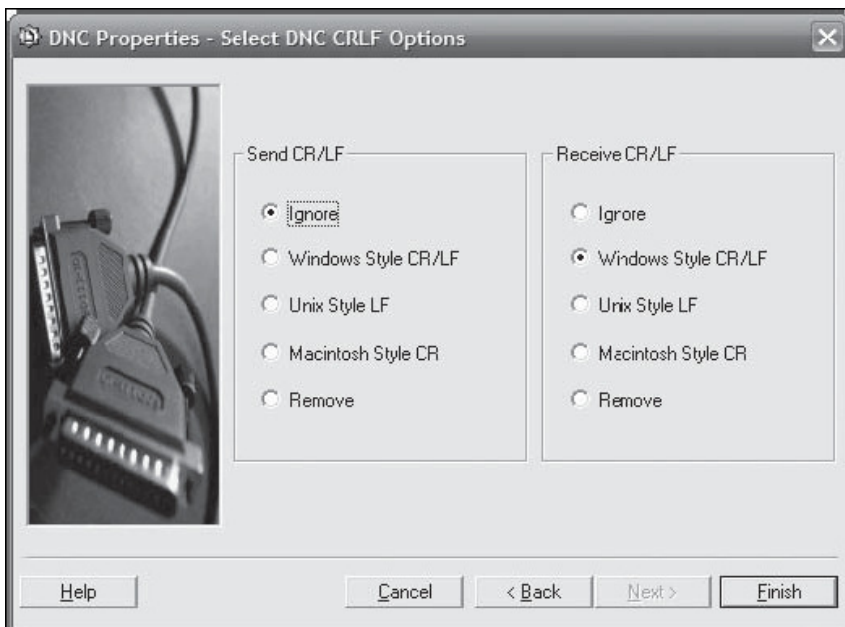 DNC Properties - Select DNC CRLF Options
Send CR/LF
Ignore
Windows Style CR/LF
Unix Style LF
Macintosh Style CR
Remove
Receive CR/LF
Ignore
Windows Style CR/LF
Unix Style LF
Macintosh Style CR
Remove
Help
Cancel
< Back
Next >
Finish